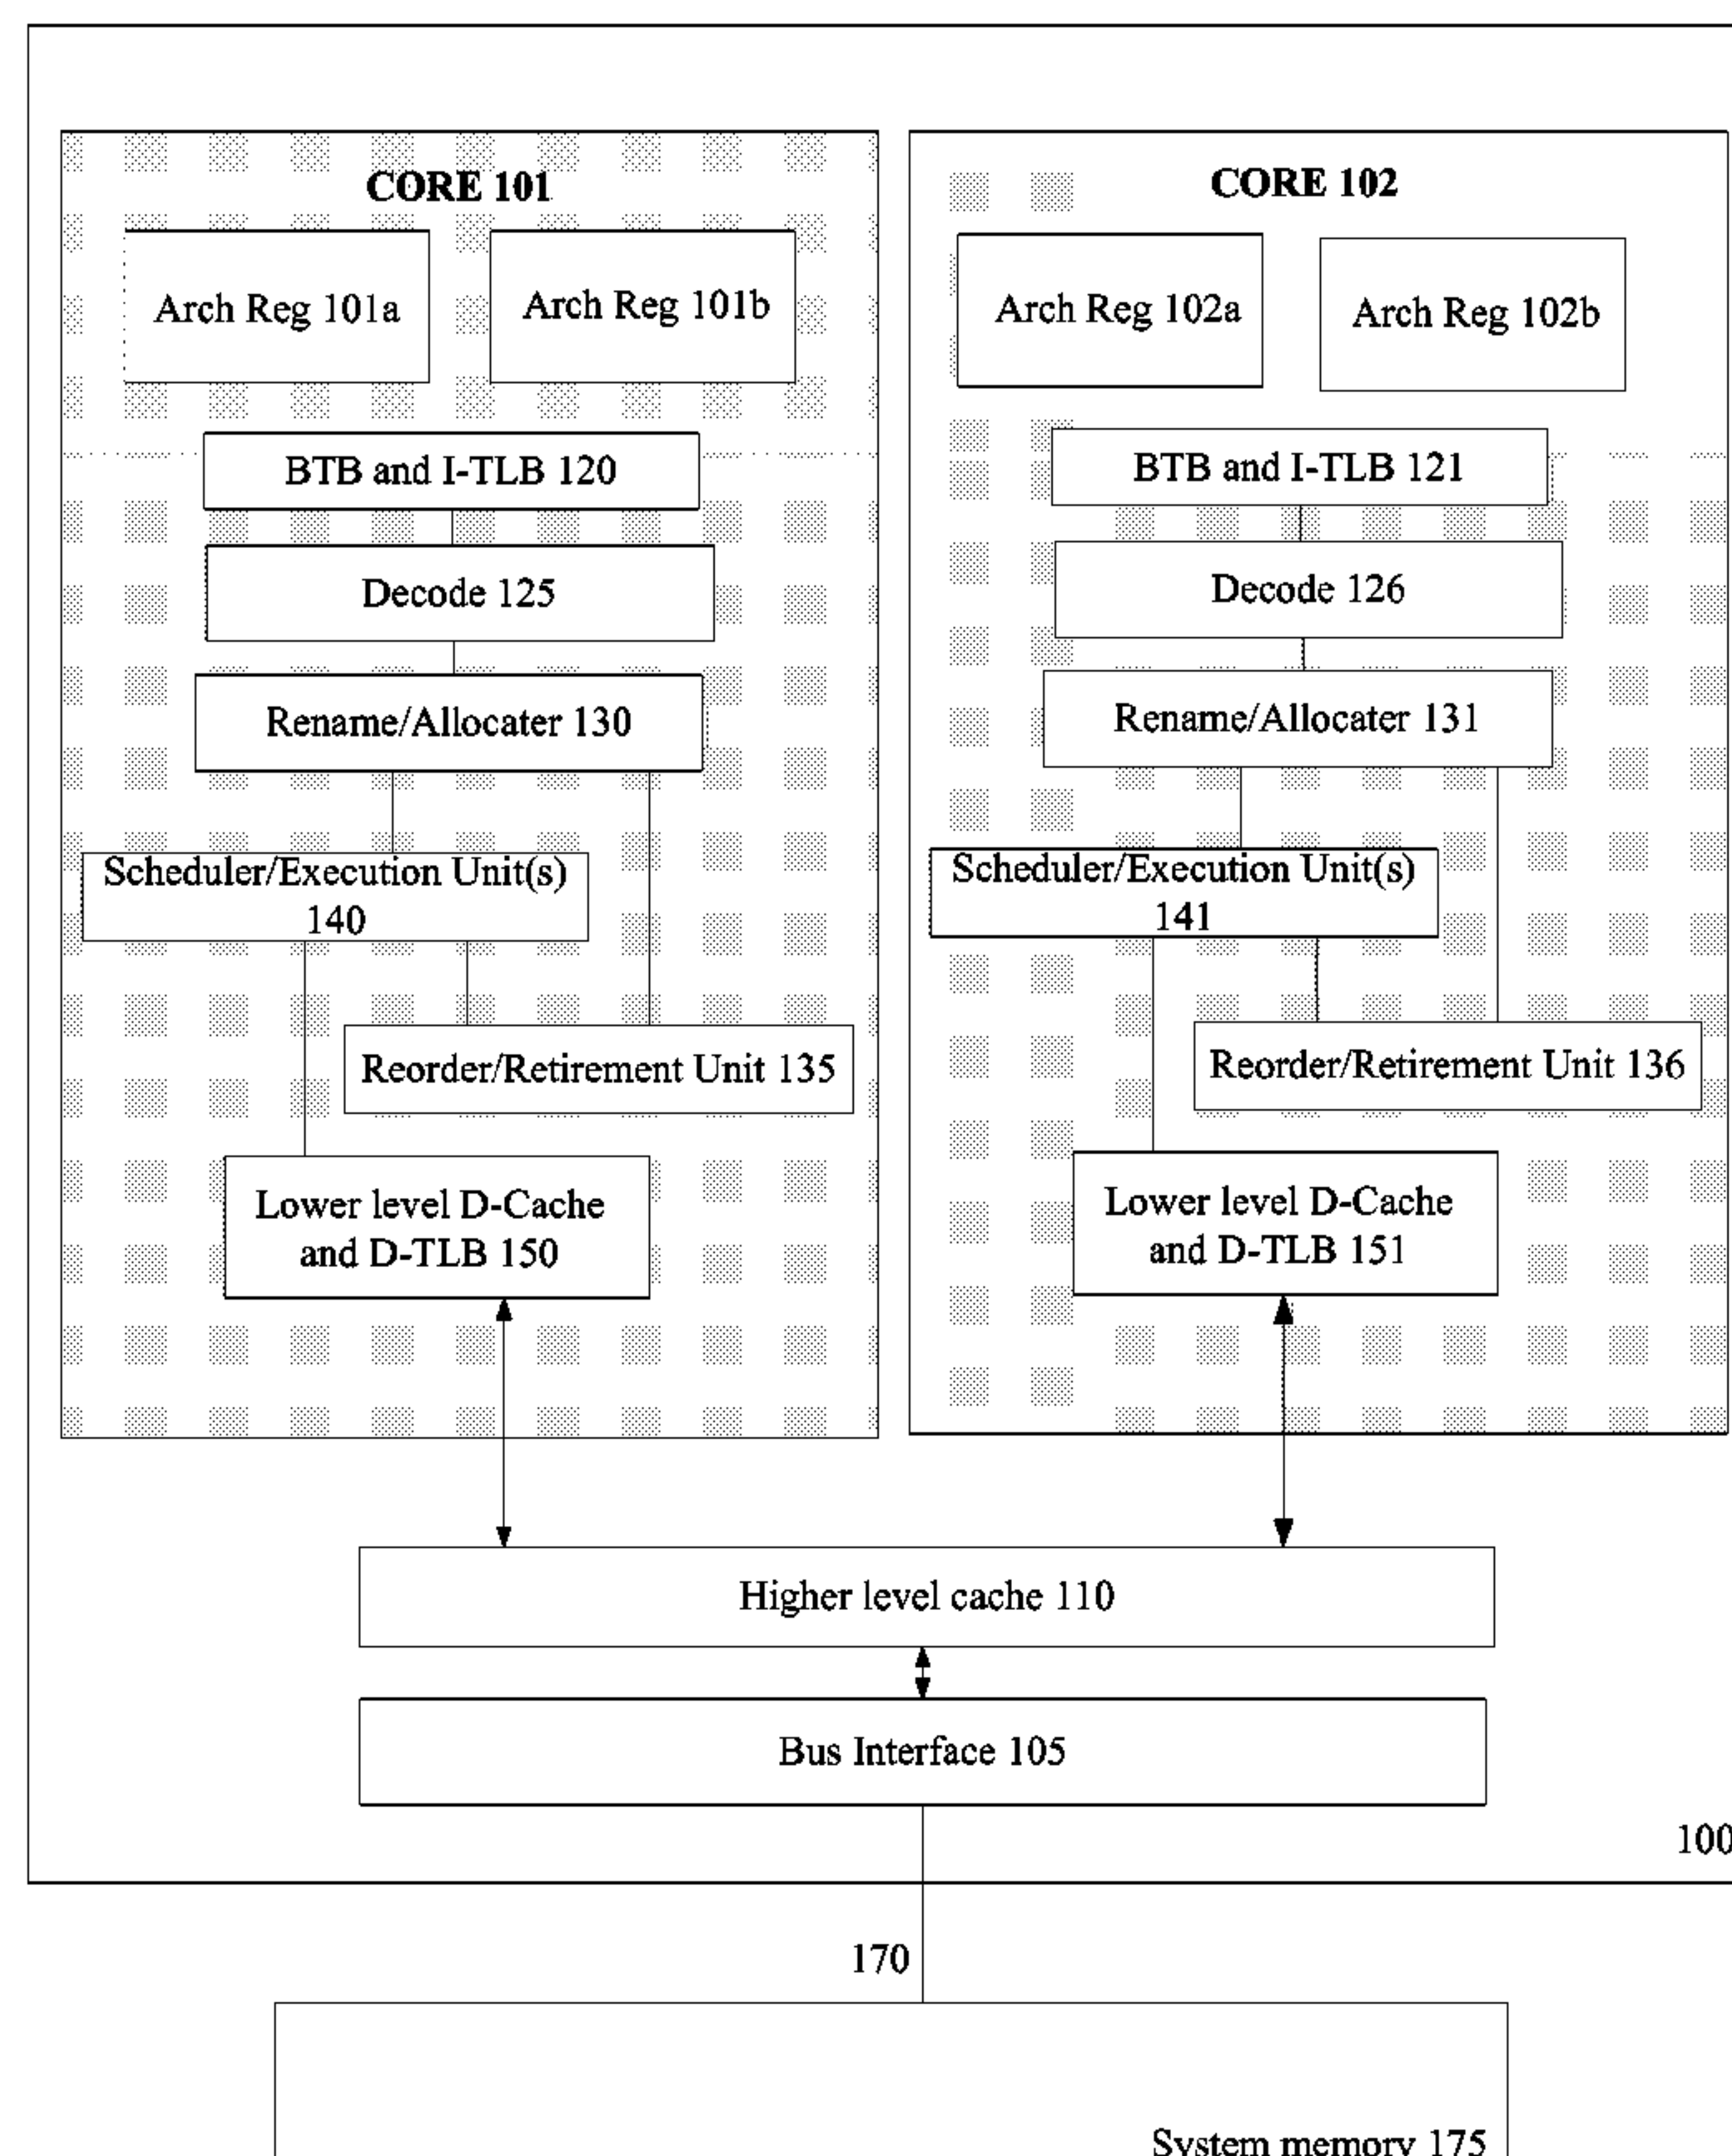 CORE 101
Arch Reg 101a
Arch Reg 101b
BTB and I-TLB 120
Decode 125
Rename/Allocater 130
Scheduler/Execution Unit(s)
140
Reorder/Retirement Unit 135
Lower level D-Cache
and D-TLB 150
CORE 102
Arch Reg 102a
Arch Reg 102b
BTB and I-TLB 121
Decode 126
Rename/Allocater 131
Scheduler/Execution Unit(s)
141
Reorder/Retirement Unit 136
Lower level D-Cache
and D-TLB 151
Higher level cache 110
Bus Interface 105
100
170
System memory 175